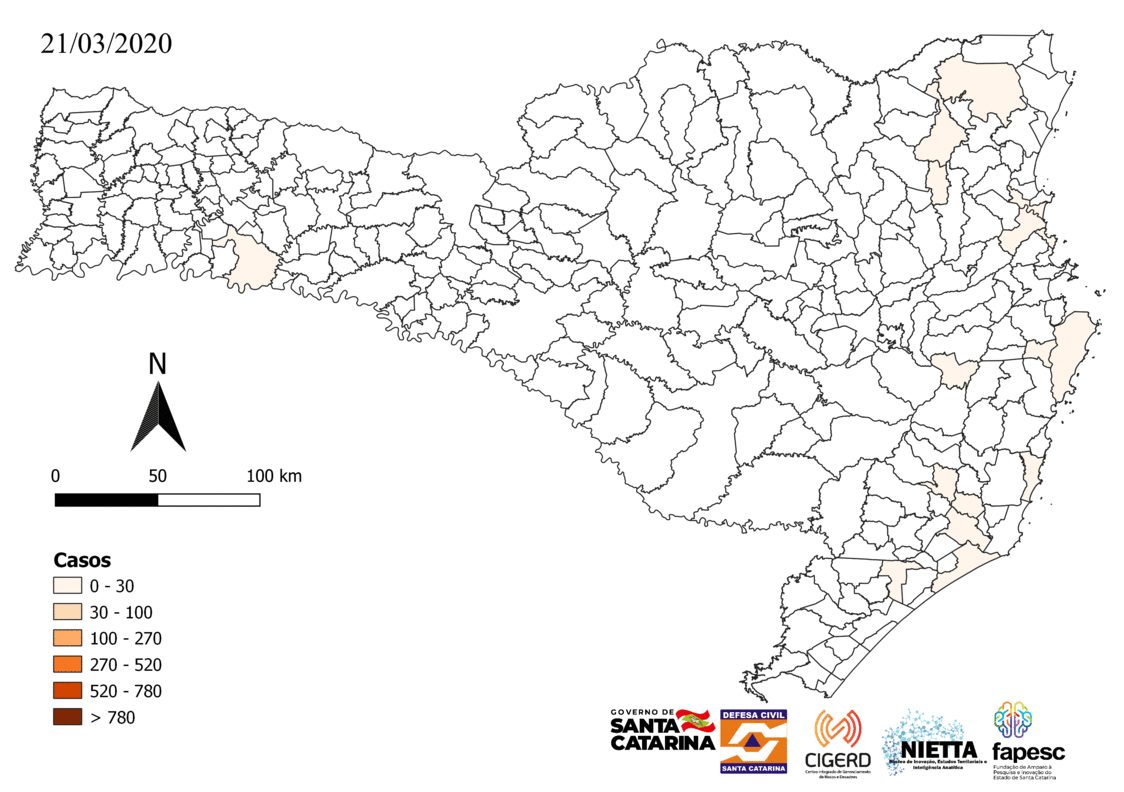 21/03/2020
N
0 50 100 km
Casos
0 - 30
30 - 100
100 - 270
270 - 520
520 - 780
> 780
GOVERNO DE
SANTA
CATARINA
DEFESA CIVIL
SANTA CATARINA
CIGERD
Centro Integrado de Gerenciamento
de Riscos e Desastres
NIETTA
Núcleo de Inovação, Estudos Territoriais e
Inteligência Analítica
fapesc
Fundação de Amparo à
Pesquisa e Inovação do
Estado de Santa Catarina